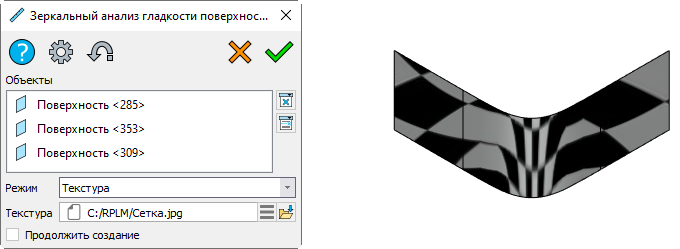 Зеркальный анализ гладкости поверхнос...
Объекты
Поверхность <285>
Поверхность <353>
Поверхность <309>
Режим Текстура
Текстура C:/RPLM/Сетка.jpg
Продолжить создание